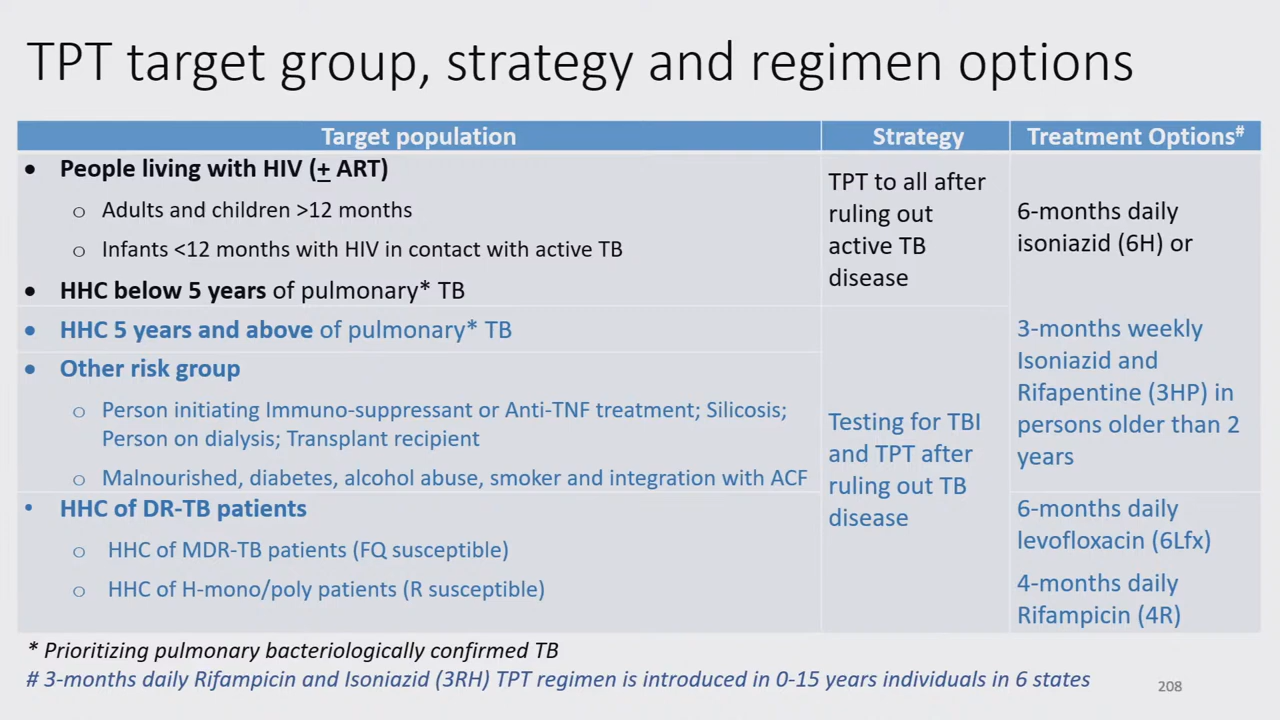 TPT target group, strategy and regimen options
Target population
Strategy
Treatment Options#
• People living with HIV (+ ART)
o Adults and children >12 months
o Infants <12 months with HIV in contact with active TB
• HHC below 5 years of pulmonary* TB
TPT to all after
ruling out
active TB
disease
6-months daily
isoniazid (6H) or
• HHC 5 years and above of pulmonary* TB
• Other risk group
o Person initiating Immuno-suppressant or Anti-TNF treatment; Silicosis;
Person on dialysis; Transplant recipient
o Malnourished, diabetes, alcohol abuse, smoker and integration with ACF
3-months weekly
Isoniazid and
Rifapentine (3HP) in
persons older than 2
years
• HHC of DR-TB patients
o HHC of MDR-TB patients (FQ susceptible)
o HHC of H-mono/poly patients (R susceptible)
Testing for TBI
and TPT after
ruling out TB
disease
6-months daily
levofloxacin (6Lfx)
4-months daily
Rifampicin (4R)
* Prioritizing pulmonary bacteriologically confirmed TB
# 3-months daily Rifampicin and Isoniazid (3RH) TPT regimen is introduced in 0-15 years individuals in 6 states
208